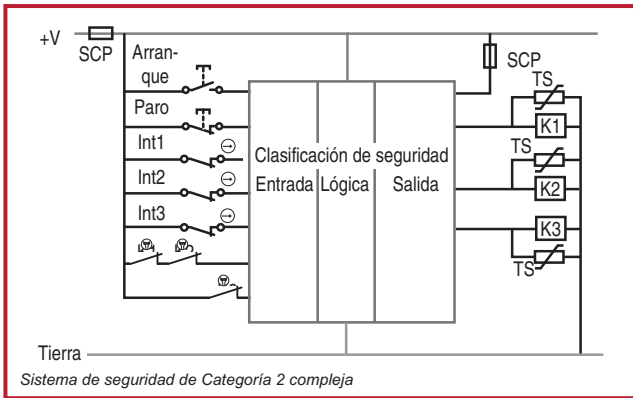 +V
SCP
Arran-
que
SCP
TS
Paro
K1
Int1
Clasificación de seguridad
TS
Int2
Entrada Lógica Salida
K2
Int3
K3
TS
Tierra
Sistema de seguridad de Categoría 2 compleja